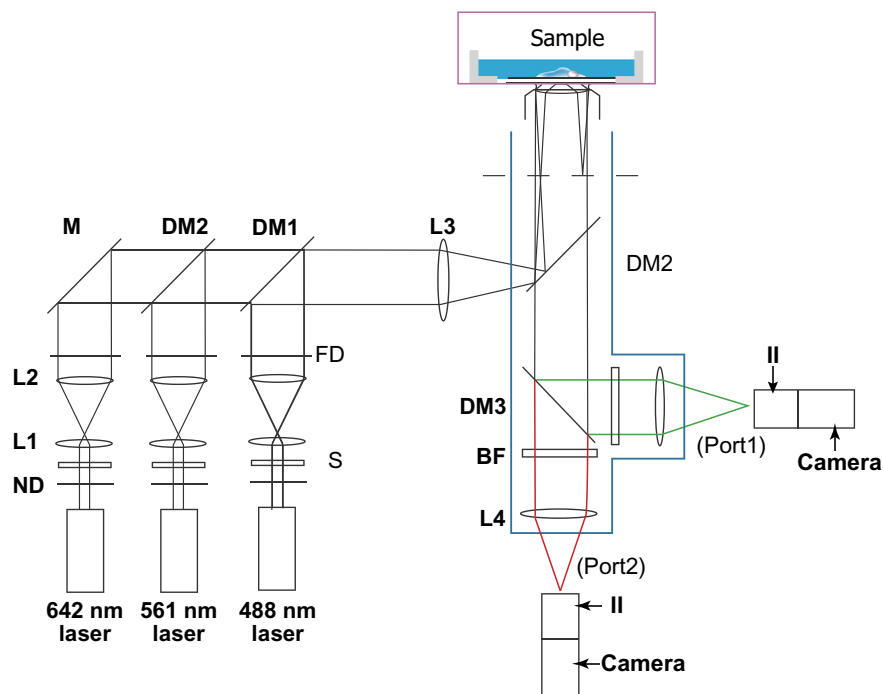 Sample
M
DM2
DM1
L3
DM2
FD
L2
II
DM3
L1
S
(Port1)
BF
Camera
ND
L4
(Port2)
642 nm
laser
561 nm
laser
488 nm
laser
II
Camera